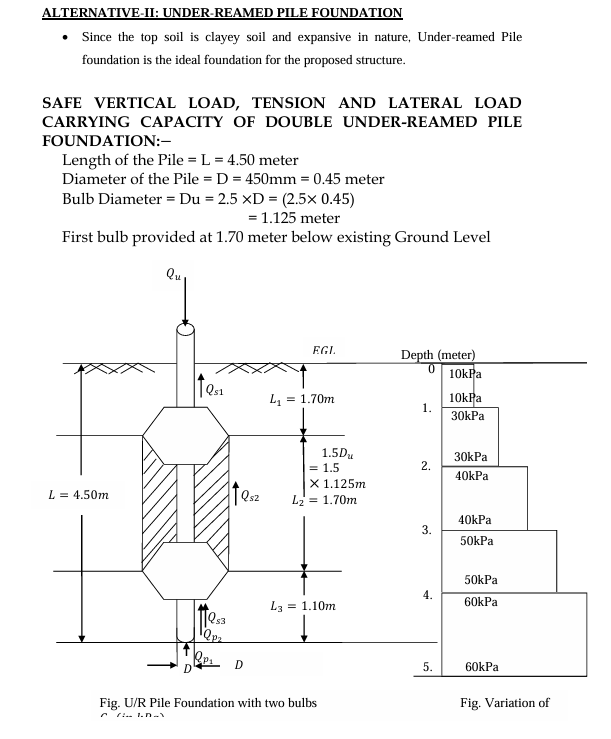 ALTERNATIVE-II: UNDER-REAMED PILE FOUNDATION
• Since the top soil is clayey soil and expansive in nature, Under-reamed Pile
foundation is the ideal foundation for the proposed structure.
SAFE VERTICAL LOAD, TENSION AND LATERAL LOAD
CARRYING CAPACITY OF DOUBLE UNDER-REAMED PILE
FOUNDATION:–
Length of the Pile = L = 4.50 meter
Diameter of the Pile = D = 450mm = 0.45 meter
Bulb Diameter = Du = 2.5 ×D = (2.5× 0.45)
= 1.125 meter
First bulb provided at 1.70 meter below existing Ground Level
Qu
EGL
Qs1
L1 = 1.70m
1.5Du
= 1.5
× 1.125m
L2 = 1.70m
L = 4.50m
Qs2
L3 = 1.10m
Qs3
Qp2
Qp1
D
D
Fig. U/R Pile Foundation with two bulbs
Depth (meter)
0
10kPa
10kPa
1.
30kPa
30kPa
2.
40kPa
40kPa
3.
50kPa
50kPa
4.
60kPa
5.
60kPa
Fig. Variation of